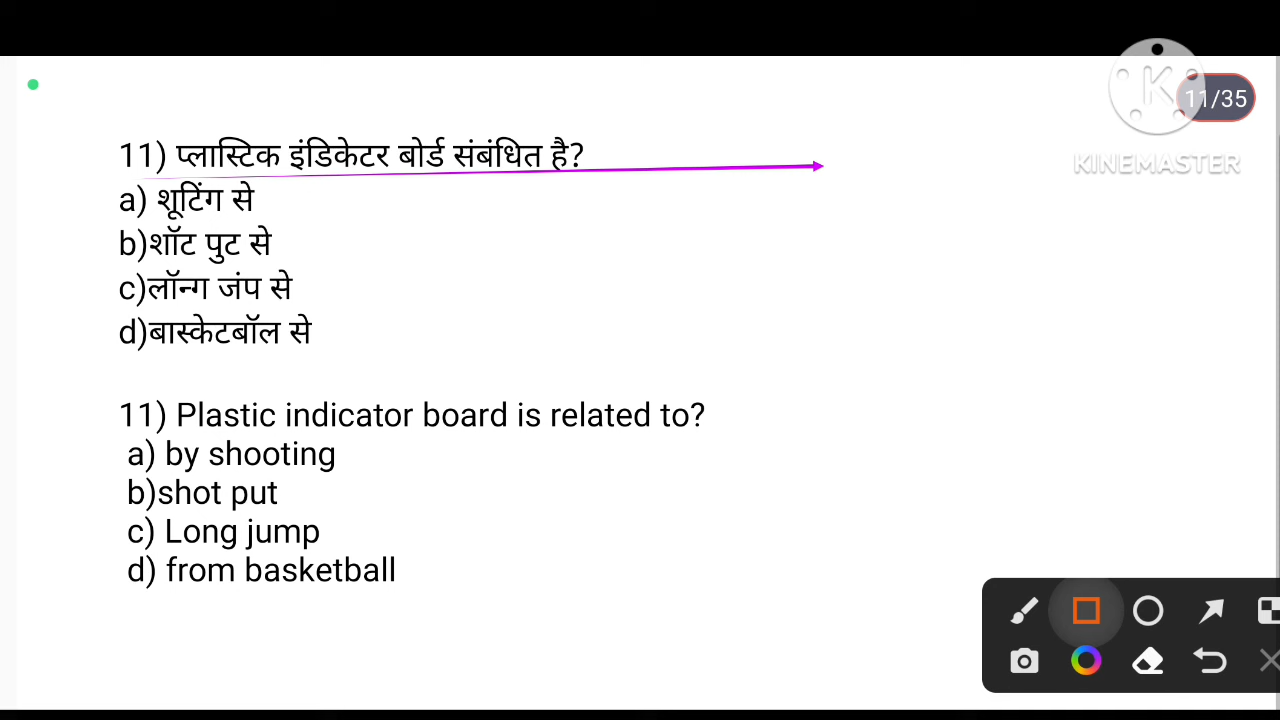 11/35
KINEMASTER
11) प्लास्टिक इंडिकेटर बोर्ड संबंधित है?
a) शूटिंग से
b)शॉट पुट से
c)लॉन्ग जंप से
d)बास्केटबॉल से
11) Plastic indicator board is related to?
a) by shooting
b)shot put
c) Long jump
d) from basketball